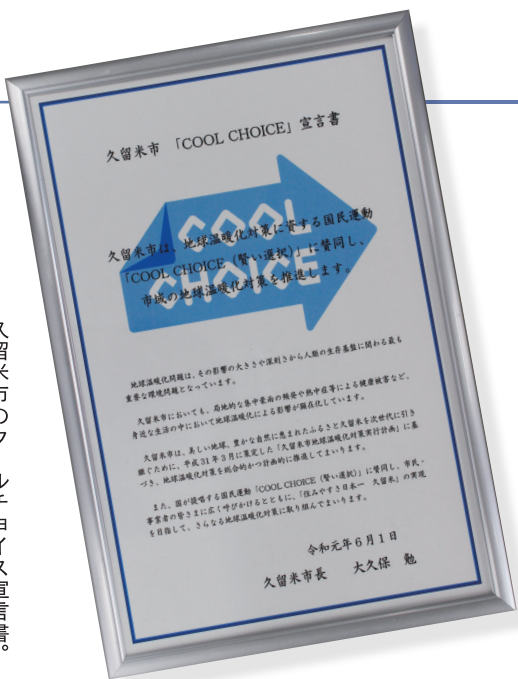 久留米市 「COOL CHOICE」宣言書
COOL
CHOICE
久留米市は、地球温暖化対策に資する国民運動
「COOL CHOICE（賢い選択）」に賛同し、
市域の地球温暖化対策を推進します。
地球温暖化問題は、その影響の大きさや深刻さから人類の生存基盤に関わる最も
重要な環境問題となっています。
久留米市においても、局地的な集中豪雨の頻発や熱中症等による健康被害など、
身近な生活の中において地球温暖化による影響が顕在化しています。
久留米市は、美しい地球、豊かな自然に恵まれたふるさと久留米を次世代に引き
継ぐために、平成31年3月に策定した「久留米市地球温暖化対策実行計画」に基
づき、地球温暖化対策を総合的かつ計画的に推進してまいります。
また、国が提唱する国民運動「COOL CHOICE（賢い選択）」に賛同し、市民・
事業者の皆さまに広く呼びかけるとともに、「住みやすさ日本一 久留米」の実現
を目指して、さらなる地球温暖化対策に取り組んでまいります。
令和元年6月1日
久留米市長 大久保 勉
久留米市のクールチョイス宣言書。